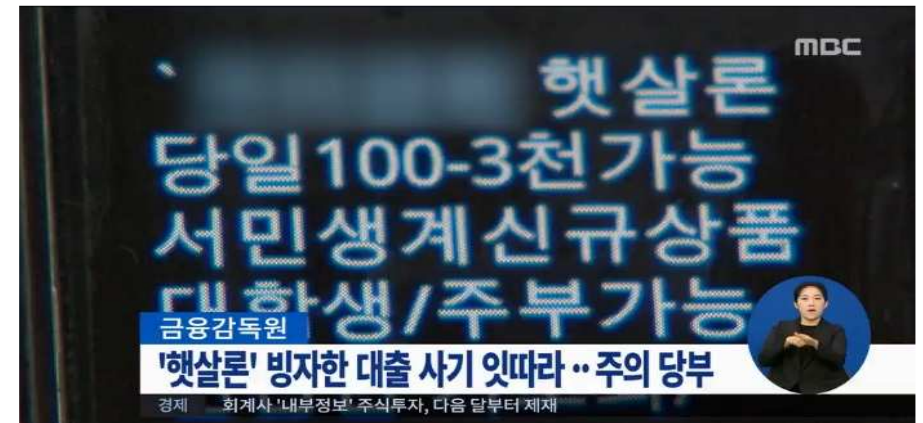 MBC
` 햇살론
당일100-3천가능
서민생계신규상품
대학생/주부가능
금융감독원
'햇살론' 빙자한 대출 사기 잇따라‥주의 당부
경제 회계사 '내부정보' 주식투자, 다음 달부터 제재